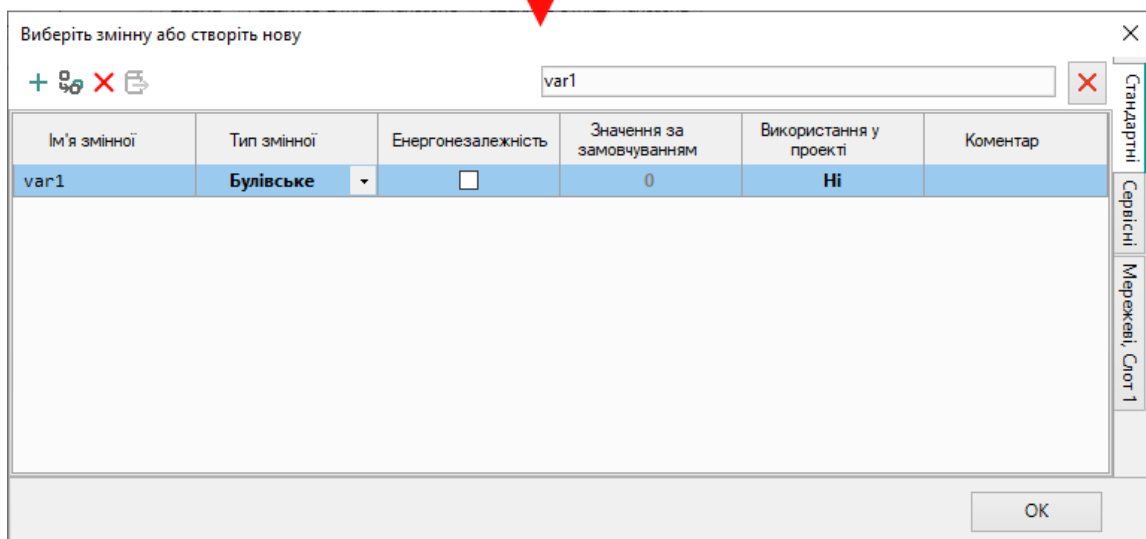 Виберіть змінну або створіть нову
var1
Ім'я змінної
Тип змінної
Енергонезалежність
Значення за
замовчуванням
Використання у
проекті
Коментар
var1
Булівське
0
Ні
Стандартні
Сервісні
Мережеві, Слот 1
OK